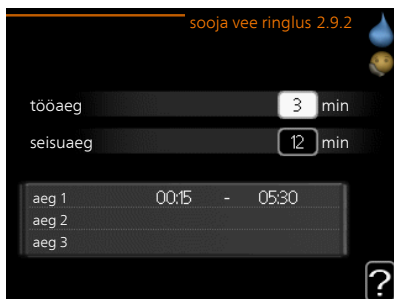 sooja vee ringlus 2.9.2
tööaeg 3 min
seisuaeg 12 min
aeg 1 00:15 - 05:30
aeg 2
aeg 3
?